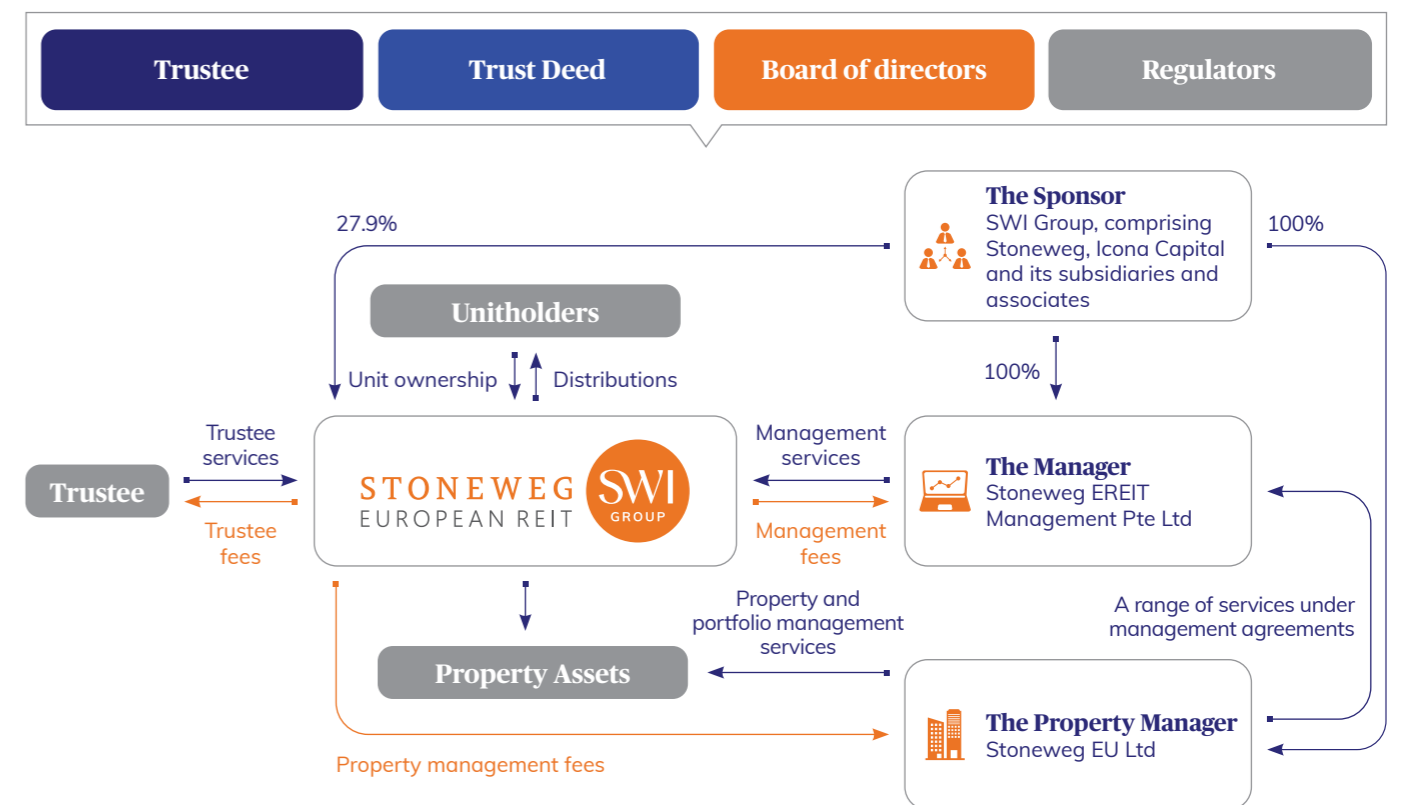 Trustee
Trust Deed
Board of directors
Regulators
27.9%
The Sponsor
SWI Group, comprising
Stoneweg, Icona Capital
and its subsidiaries and
associates
100%
Unitholders
Unit ownership
Distributions
100%
Trustee
services
Trustee
Trustee
fees
STONEWEG
EUROPEAN REIT
SWI
GROUP
Management
services
Management
fees
The Manager
Stoneweg EREIT
Management Pte Ltd
Property and
portfolio management
services
A range of services under
management agreements
Property Assets
The Property Manager
Stoneweg EU Ltd
Property management fees